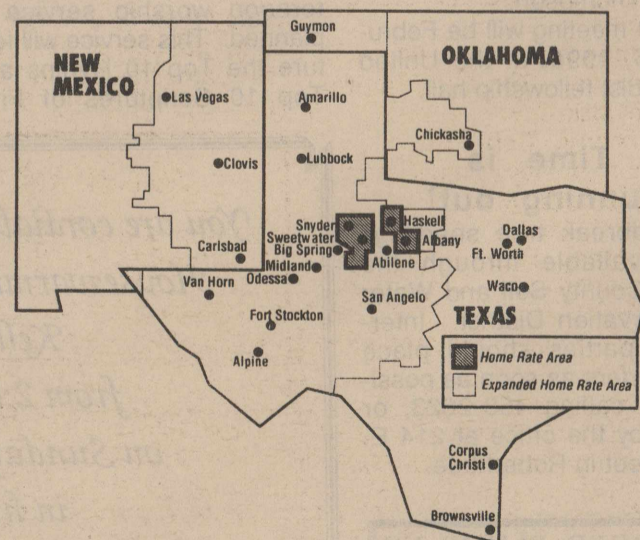 Guymon
NEW
MEXICO
OKLAHOMA
Las Vegas
Amarillo
Chickasha
Clovis
Lubbock
Snyder
Haskell
Sweetwater
Albany
Dallas
Big Spring
Abilene
Ft. Worth
Carlsbad
Midland
Odessa
Van Horn
San Angelo
Waco
Fort Stockton
TEXAS
Alpine
Home Rate Area
Expanded Home Rate Area
Corpus
Christi
Brownsville